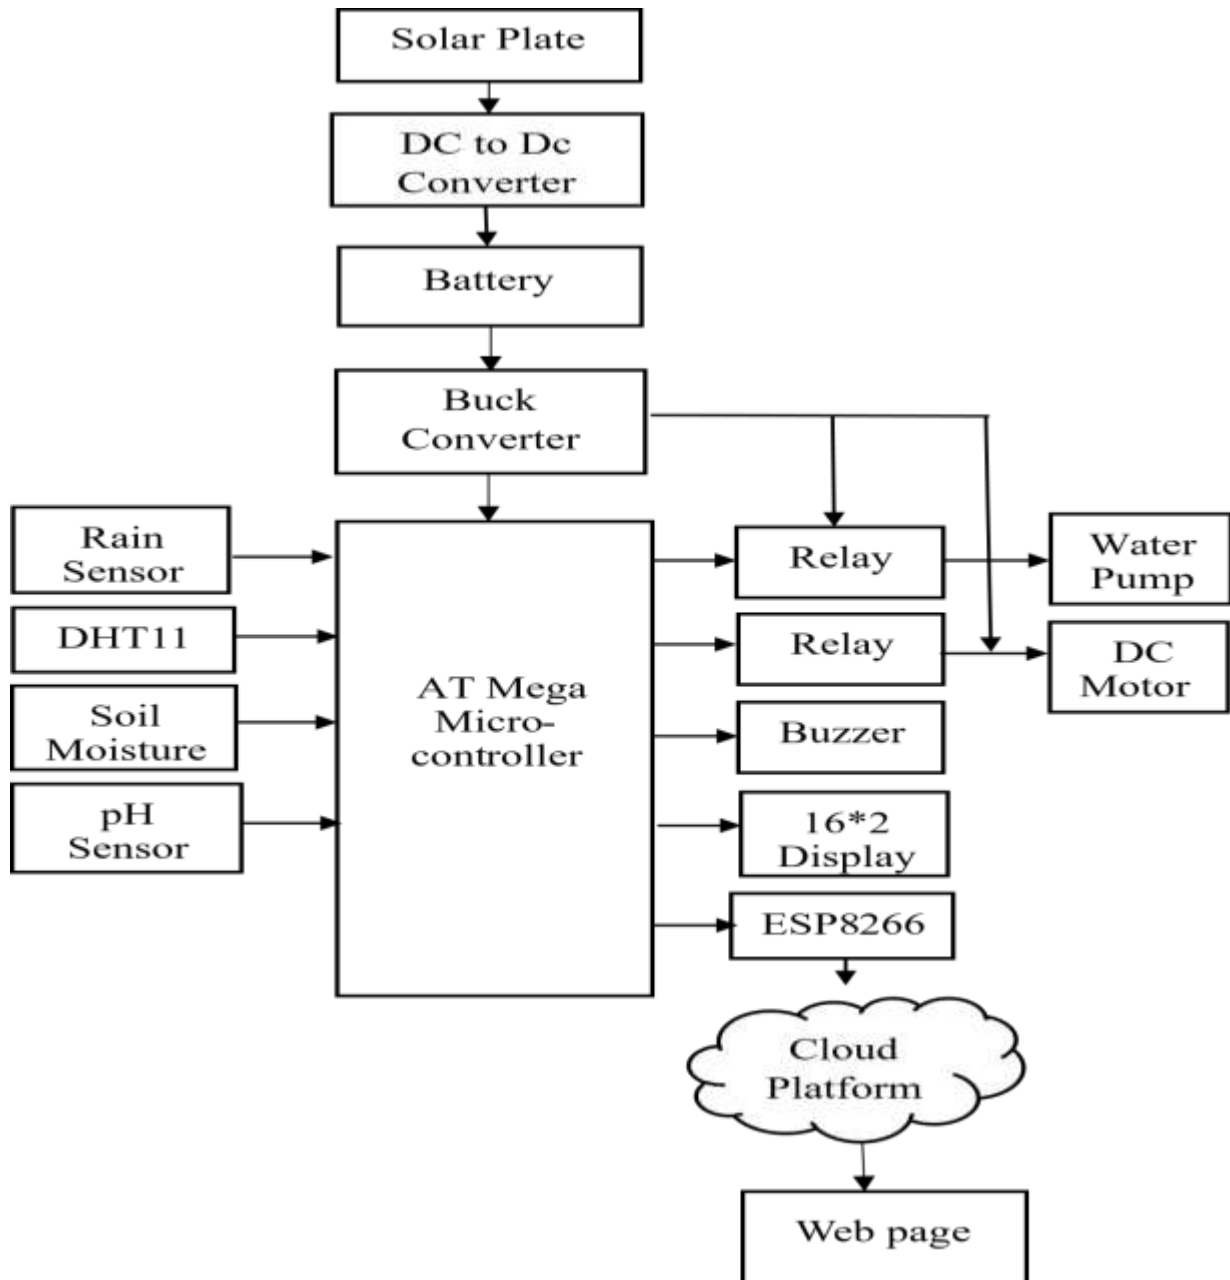 Solar Plate
DC to Dc
Converter
Battery
Buck
Converter
Rain
Sensor
DHT11
Soil
Moisture
pH
Sensor
AT Mega
Micro-
controller
Relay
Water
Pump
Relay
DC
Motor
Buzzer
16*2
Display
ESP8266
Cloud
Platform
Web page